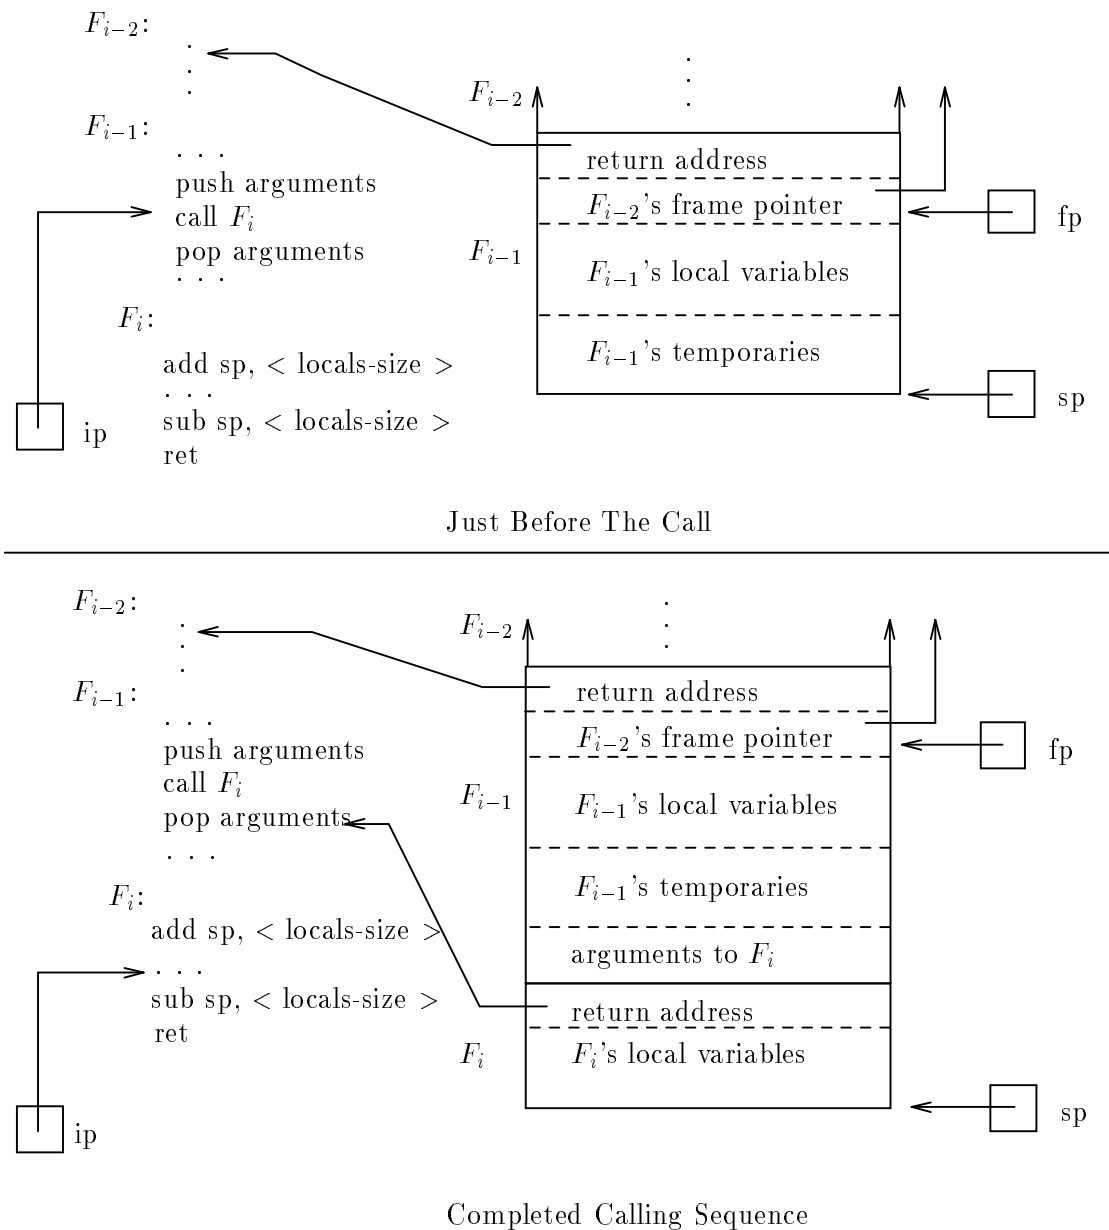 F_{i−2}:
.
.
.
F_{i−1}:
. . .
push arguments
call F_i
pop arguments
. . .
F_i:
add sp, < locals-size >
. . .
sub sp, < locals-size >
ret
ip
.
.
.
F_{i−2}
return address
F_{i−2}'s frame pointer
fp
F_{i−1}
F_{i−1}'s local variables
F_{i−1}'s temporaries
sp
Just Before The Call
F_{i−2}:
.
.
.
F_{i−1}:
. . .
push arguments
call F_i
pop arguments
. . .
F_i:
add sp, < locals-size >
. . .
sub sp, < locals-size >
ret
ip
.
.
.
F_{i−2}
return address
F_{i−2}'s frame pointer
fp
F_{i−1}
F_{i−1}'s local variables
F_{i−1}'s temporaries
arguments to F_i
return address
F_i
F_i's local variables
sp
Completed Calling Sequence